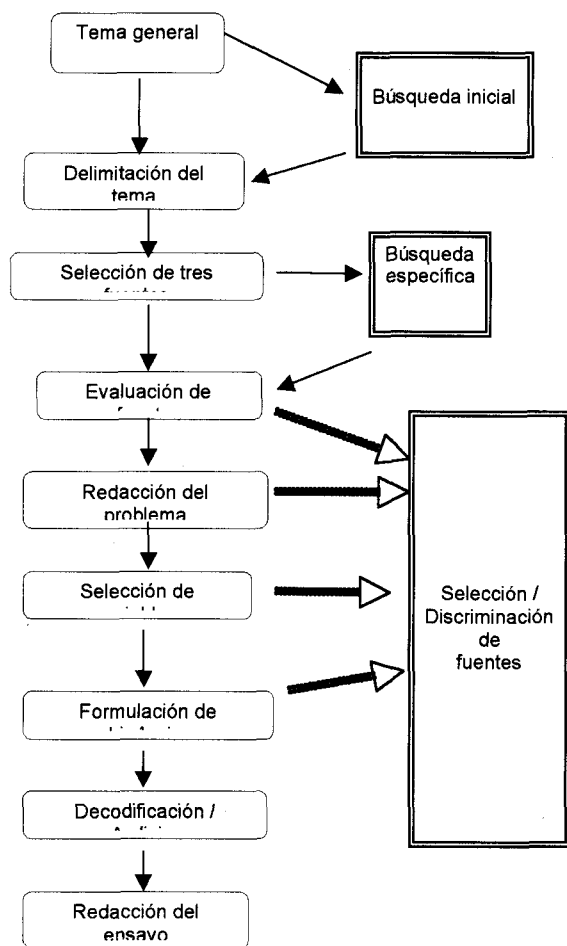 Tema general
Búsqueda inicial
Delimitación del
tema
Selección de tres
Búsqueda
específica
Evaluación de
Redacción del
problema
Selección de
Selección /
Discriminación
de
fuentes
Formulación de
Decodificación /
Redacción del
ensayo